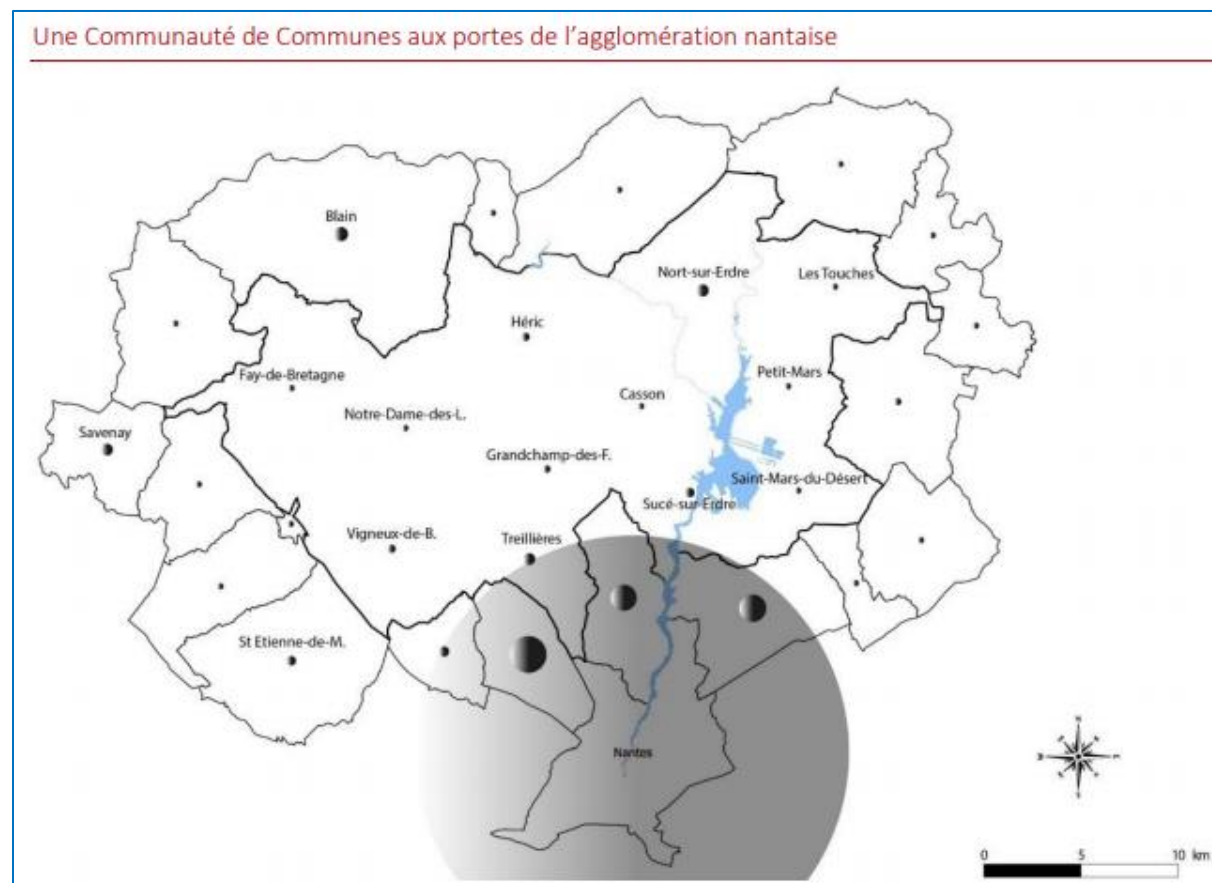 Une Communauté de Communes aux portes de l'agglomération nantaise
Blain
Nort-sur-Erdre
Les Touches
Héric
Fay-de-Bretagne
Petit-Mars
Casson
Notre-Dame-des-L.
Savenay
Grandchamp-des-F.
Saint-Mars-du-Désert
Sucé-sur-Erdre
Vigneux-de-B.
Treillières
St Etienne-de-M.
Nantes
0 5 10 km